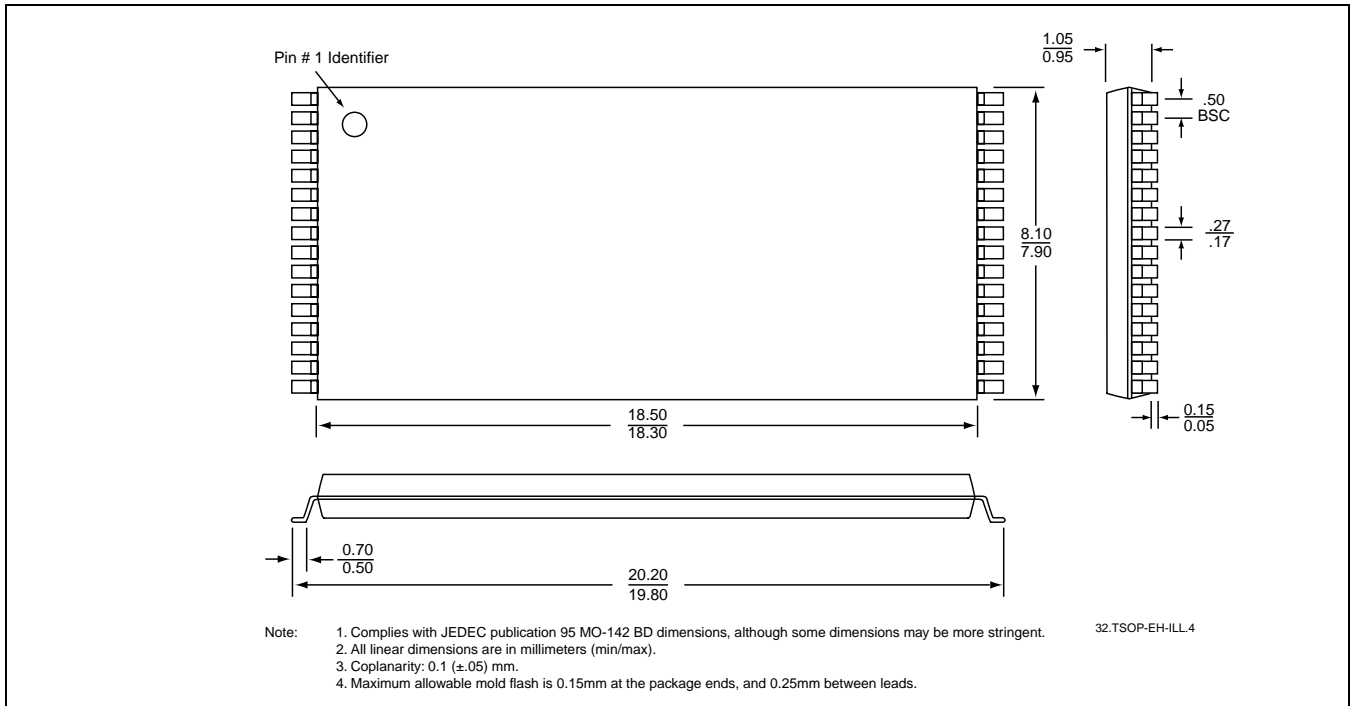 Pin # 1 Identifier
1.05
0.95
.50
BSC
.27
.17
8.10
7.90
18.50
18.30
0.15
0.05
0.70
0.50
20.20
19.80
Note: 1. Complies with JEDEC publication 95 MO-142 BD dimensions, although some dimensions may be more stringent.
32.TSOP-EH-ILL.4
2. All linear dimensions are in millimeters (min/max).
3. Coplanarity: 0.1 (±.05) mm.
4. Maximum allowable mold flash is 0.15mm at the package ends, and 0.25mm between leads.